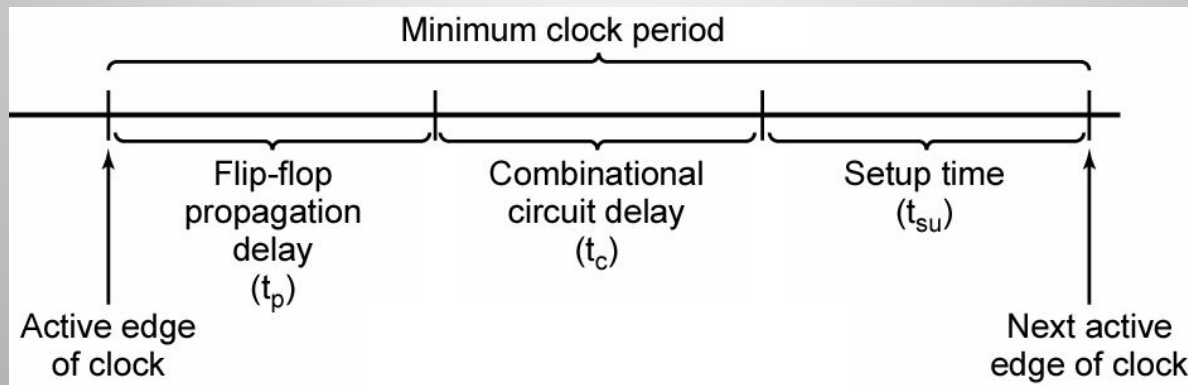 Minimum clock period
Flip-flop
propagation
delay
(tp)
Combinational
circuit delay
(tc)
Setup time
(tsu)
Active edge
of clock
Next active
edge of clock